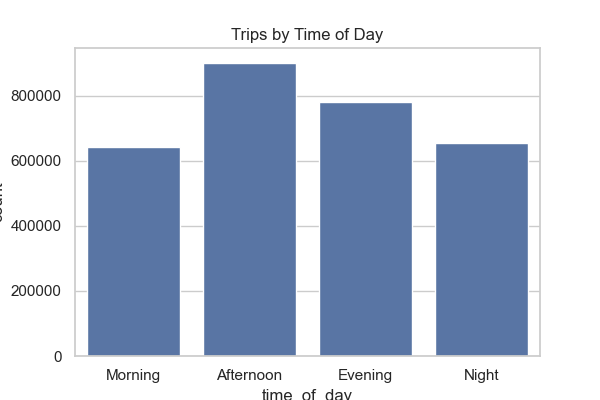 Trips by Time of Day
800000
600000
400000
200000
0
Morning Afternoon Evening Night
time_of_day